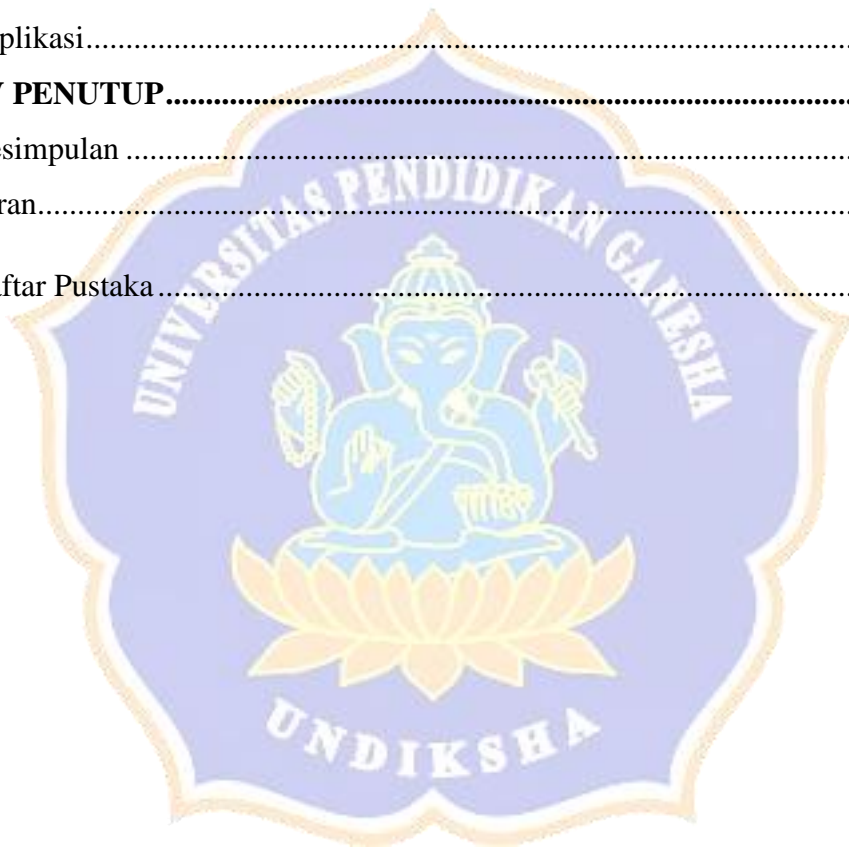 plikasi........................................................................................................
PENUTUP....................................................................................
esimpulan ..................................................................................................
ran..............................................................................................................
ftar Pustaka ..............................................................................................
UNIVERSITAS PENDIDIKAN GANESHA
UNDIKSHA